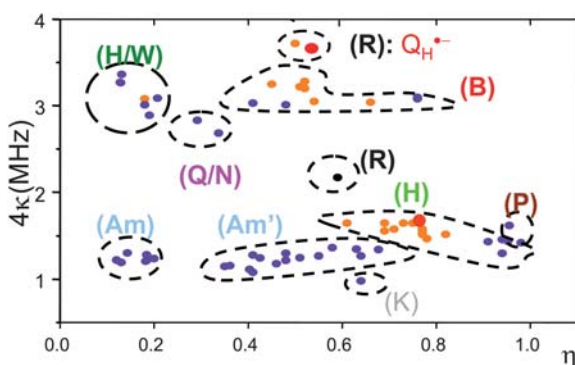 4
(H/W)
(R): Q_H^•−
(B)
3
4κ(MHz)
(Q/N)
(R)
2
(H)
(P)
(Am)
(Am’)
1
(K)
0.0 0.2 0.4 0.6 0.8 1.0 η